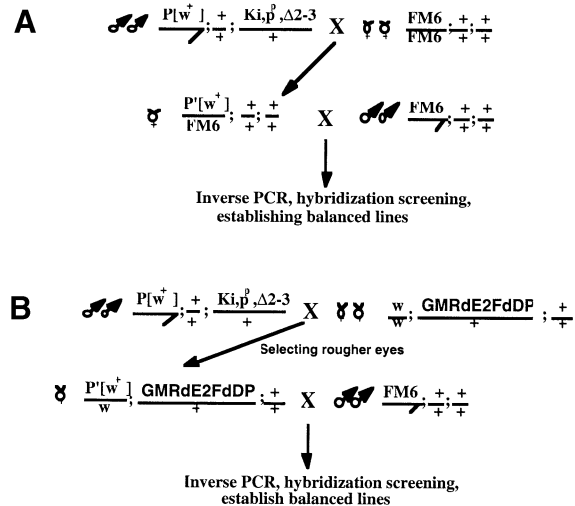 A
P[w+] ; + ; Ki,pp,Δ2-3 X FM6 ; + ; +
+ + FM6 + +
P'[w+] ; + ; + X FM6 ; + ; +
FM6 + + + +
Inverse PCR, hybridization screening,
establishing balanced lines
B
P[w+] ; + ; Ki,pp,Δ2-3 X w ; GMRdE2FdDP ; +
+ + w + +
Selecting rougher eyes
P'[w+] ; GMRdE2FdDP ; + X FM6 ; + ; +
w + + + +
Inverse PCR, hybridization screening,
establish balanced lines